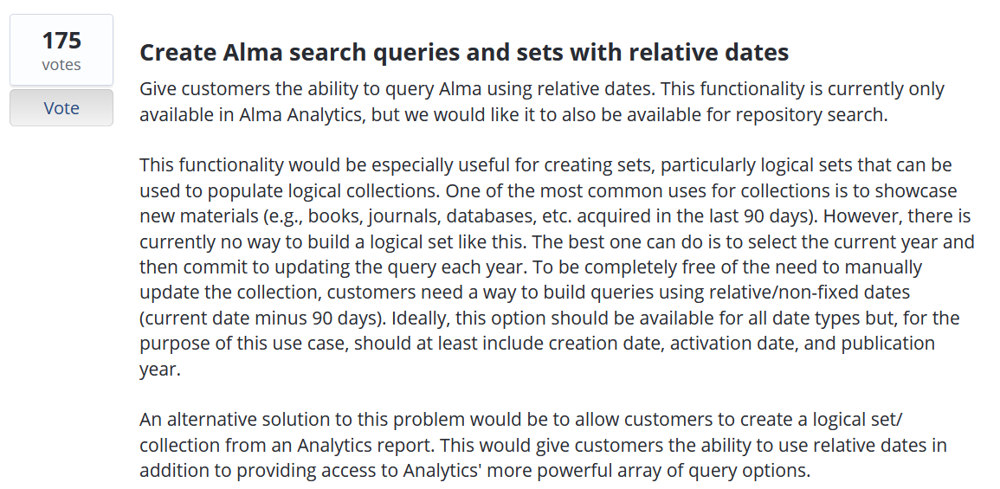 175
votes
Vote
Create Alma search queries and sets with relative dates
Give customers the ability to query Alma using relative dates. This functionality is currently only
available in Alma Analytics, but we would like it to also be available for repository search.
This functionality would be especially useful for creating sets, particularly logical sets that can be
used to populate logical collections. One of the most common uses for collections is to showcase
new materials (e.g., books, journals, databases, etc. acquired in the last 90 days). However, there is
currently no way to build a logical set like this. The best one can do is to select the current year and
then commit to updating the query each year. To be completely free of the need to manually
update the collection, customers need a way to build queries using relative/non-fixed dates
(current date minus 90 days). Ideally, this option should be available for all date types but, for the
purpose of this use case, should at least include creation date, activation date, and publication
year.
An alternative solution to this problem would be to allow customers to create a logical set/
collection from an Analytics report. This would give customers the ability to use relative dates in
addition to providing access to Analytics' more powerful array of query options.